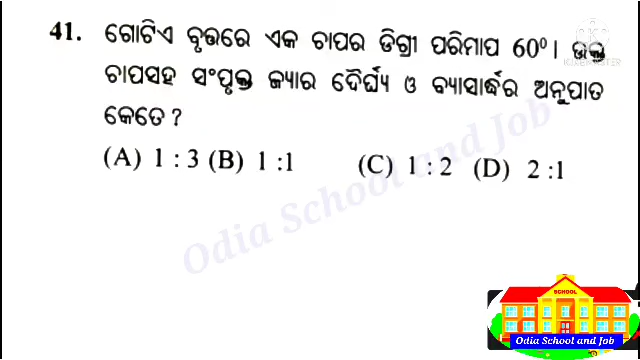 41. ଗୋଟିଏ ବୃତ୍ତରେ ଏକ ଚାପର ଡିଗ୍ରୀ ପରିମାପ 60⁰। ଉକ୍ତ
ଚାପସହ ସଂପୃକ୍ତ ଜ୍ୟାର ଦୈର୍ଘ୍ୟ ଓ ବ୍ୟାସାର୍ଦ୍ଧର ଅନୁପାତ
କେତେ ?
(A) 1 : 3 (B) 1 :1 (C) 1 : 2 (D) 2 :1
Odia School and Job
SCHOOL
Odia School and Job